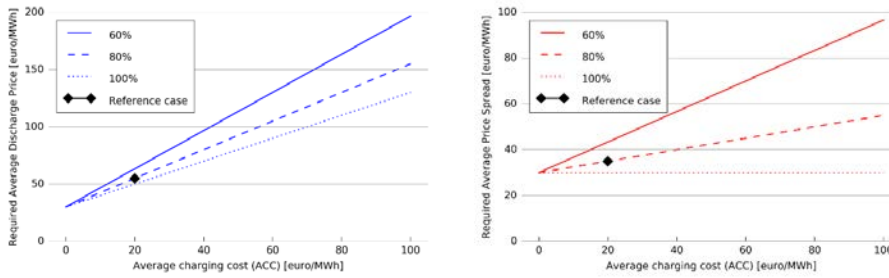 Required Average Discharge Price [euro/MWh]
200
150
100
50
0
60%
80%
100%
Reference case
0 20 40 60 80 100
Average charging cost (ACC) [euro/MWh]
Required Average Price Spread [euro/MWh]
100
80
60
40
20
0
60%
80%
100%
Reference case
0 20 40 60 80 100
Average charging cost (ACC) [euro/MWh]